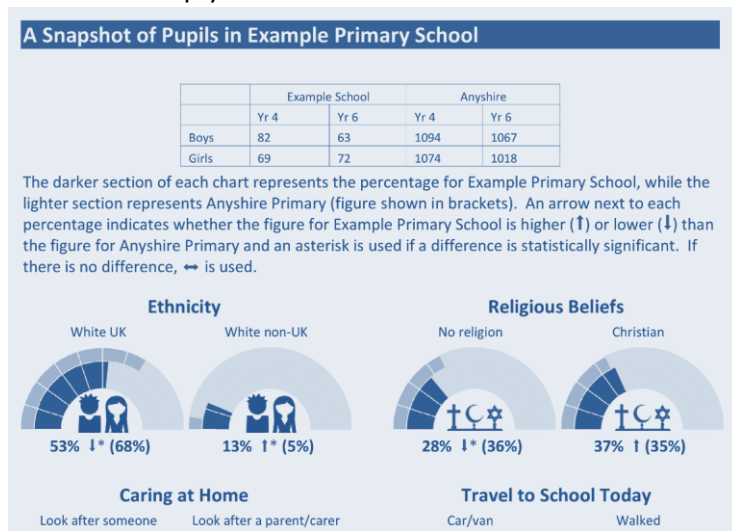 A Snapshot of Pupils in Example Primary School
Example School Anyshire
Yr 4 Yr 6 Yr 4 Yr 6
Boys 82 63 1094 1067
Girls 69 72 1074 1018
The darker section of each chart represents the percentage for Example Primary School, while the
lighter section represents Anyshire Primary (figure shown in brackets). An arrow next to each
percentage indicates whether the figure for Example Primary School is higher (↑) or lower (↓) than
the figure for Anyshire Primary and an asterisk is used if a difference is statistically significant. If
there is no difference, ↔ is used.
Ethnicity Religious Beliefs
White UK White non-UK No religion Christian
53% ↓* (68%) 13% ↑* (5%) 28% ↓* (36%) 37% ↑ (35%)
Caring at Home Travel to School Today
Look after someone Look after a parent/carer Car/van Walked